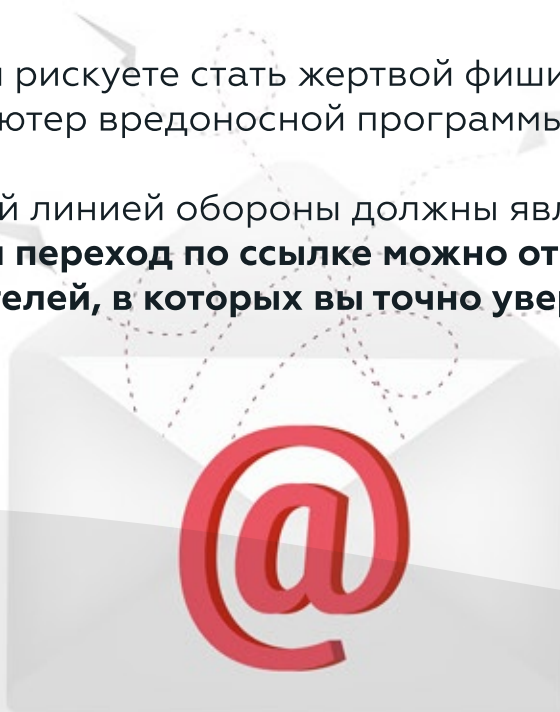 рискуете стать жертвой фиши
ютер вредоносной программы
й линией обороны должны явл
переход по ссылке можно от
телей, в которых вы точно увер
@